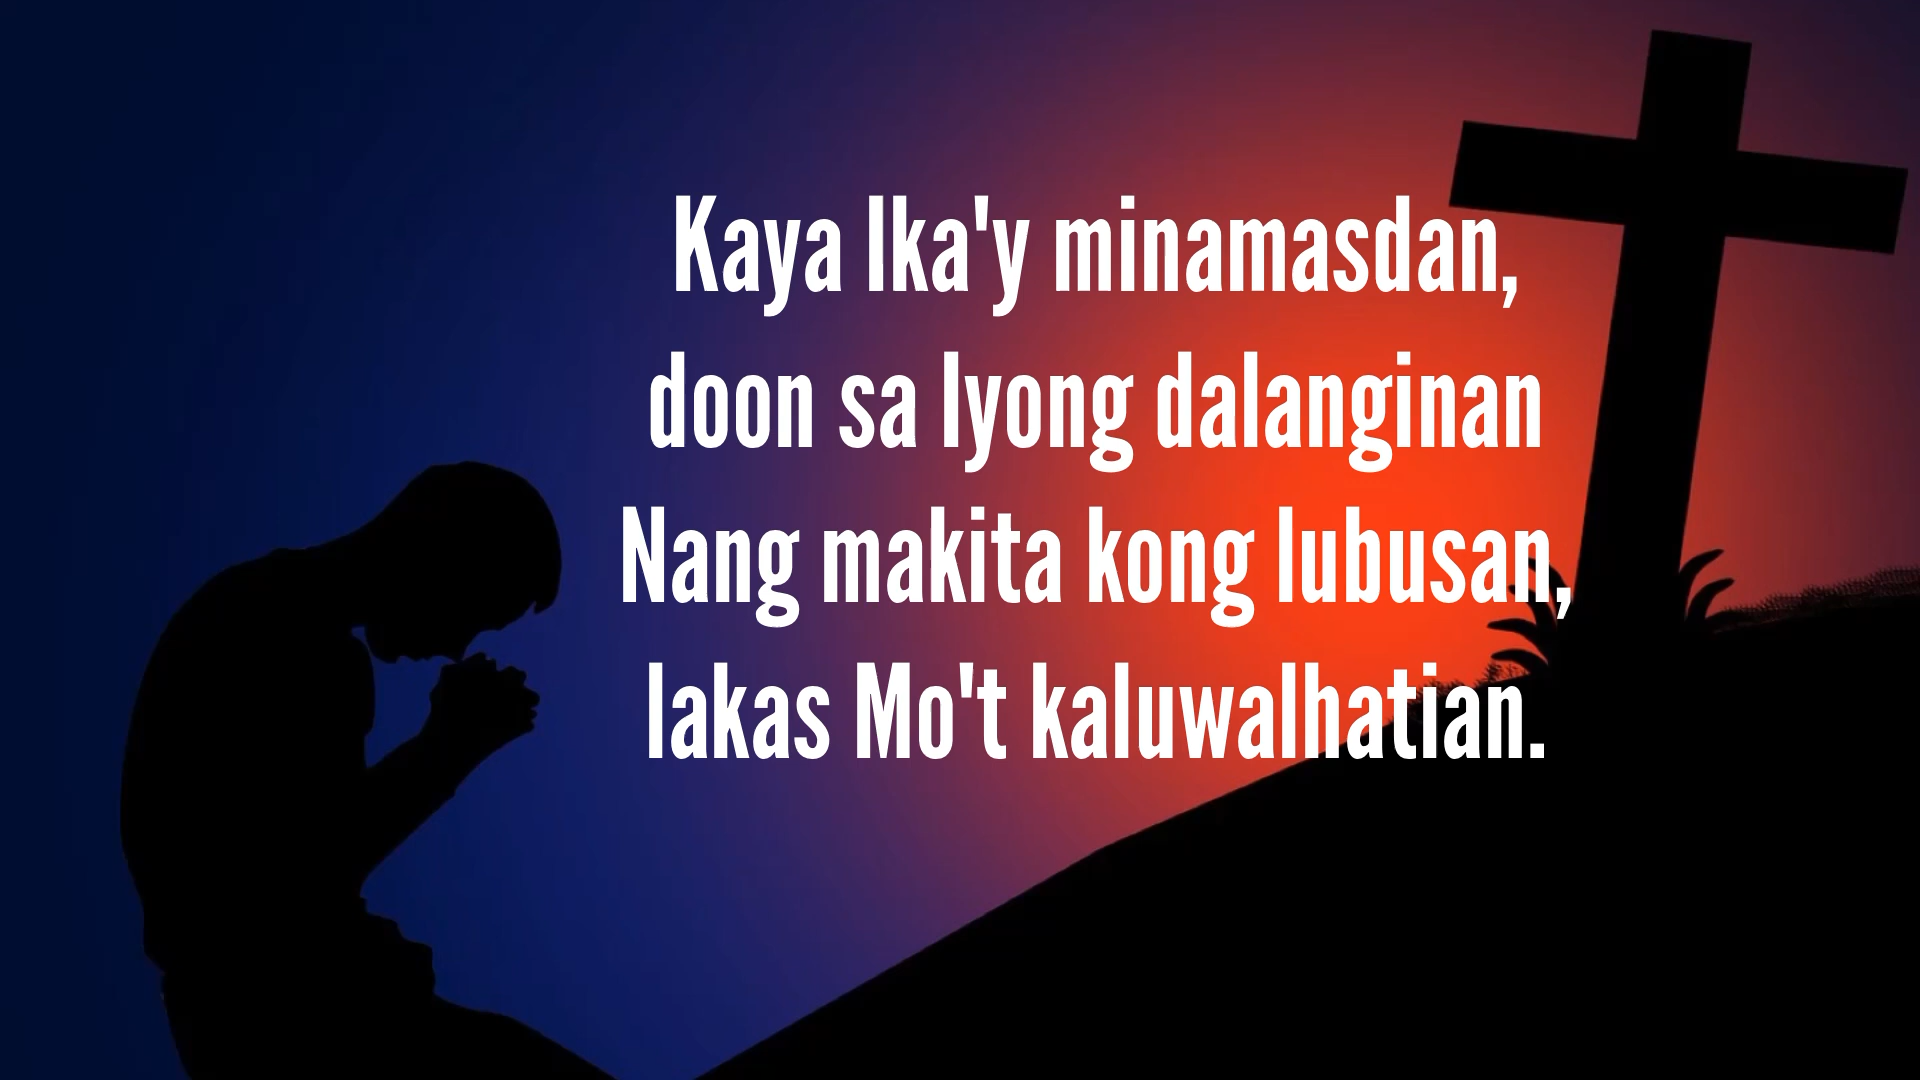 Kaya Ika'y minamasdan,
doon sa Iyong dalanginan
Nang makita kong lubusan,
lakas Mo't kaluwalhatian.